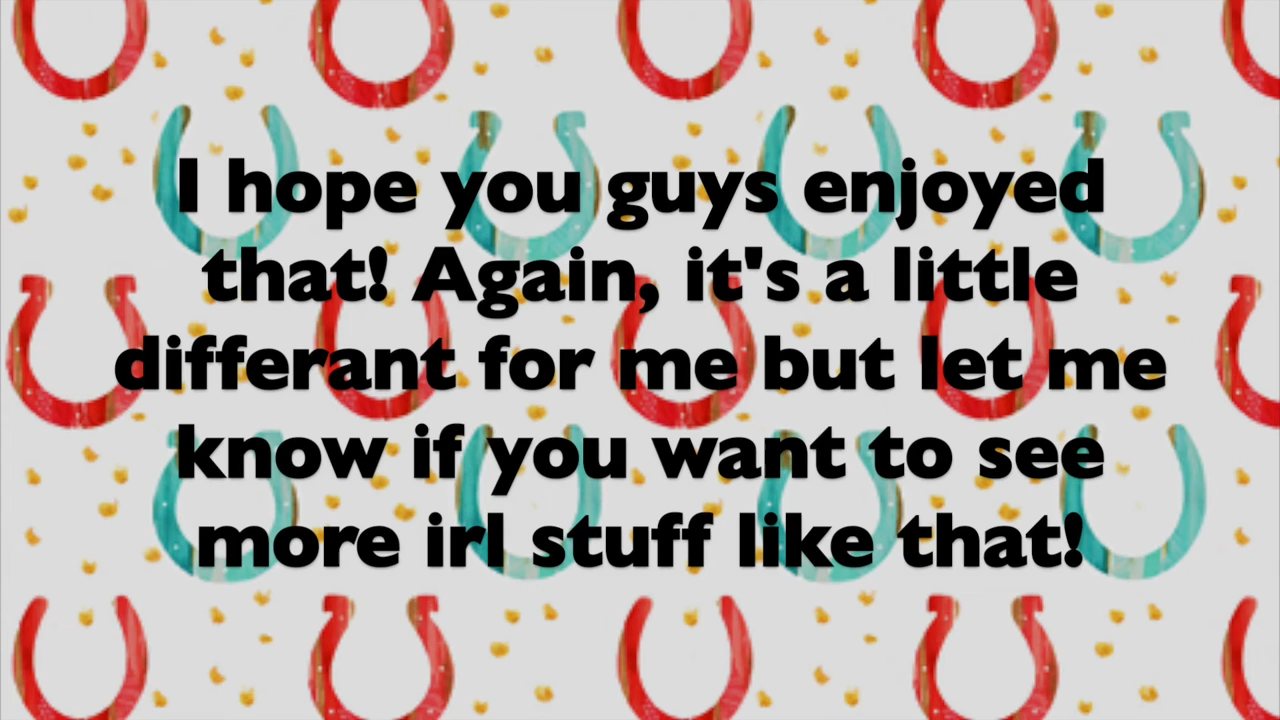 I hope you guys enjoyed
that! Again, it's a little
differant for me but let me
know if you want to see
more irl stuff like that!